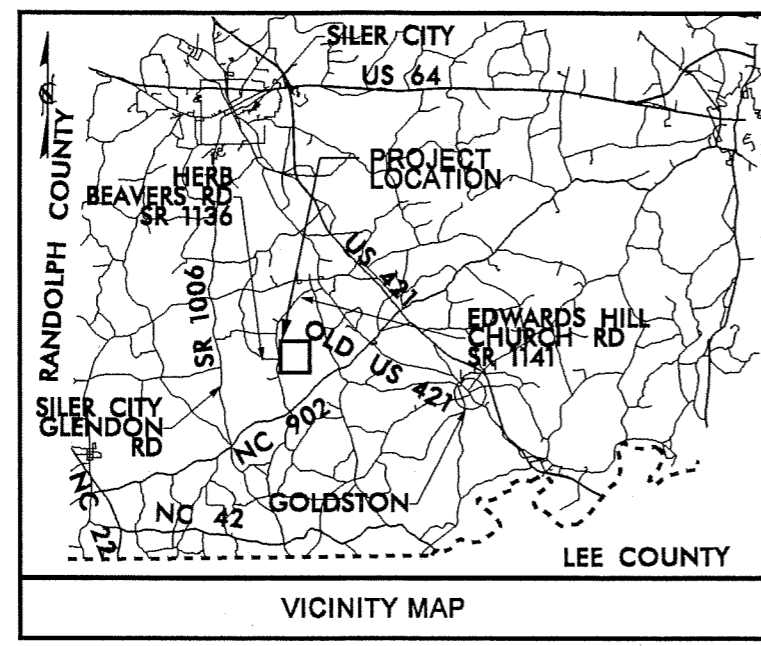 SILER CITY
US 64
RANDOLPH COUNTY
PROJECT
LOCATION
HERB
BEAVERS RD
SR 1136
US 421
SR 1006
EDWARDS HILL
CHURCH RD
SR 1141
OLD US 421
SILER CITY
GLENDON
RD
NC 902
NC 22
NC 42
GOLDSTON
LEE COUNTY
VICINITY MAP